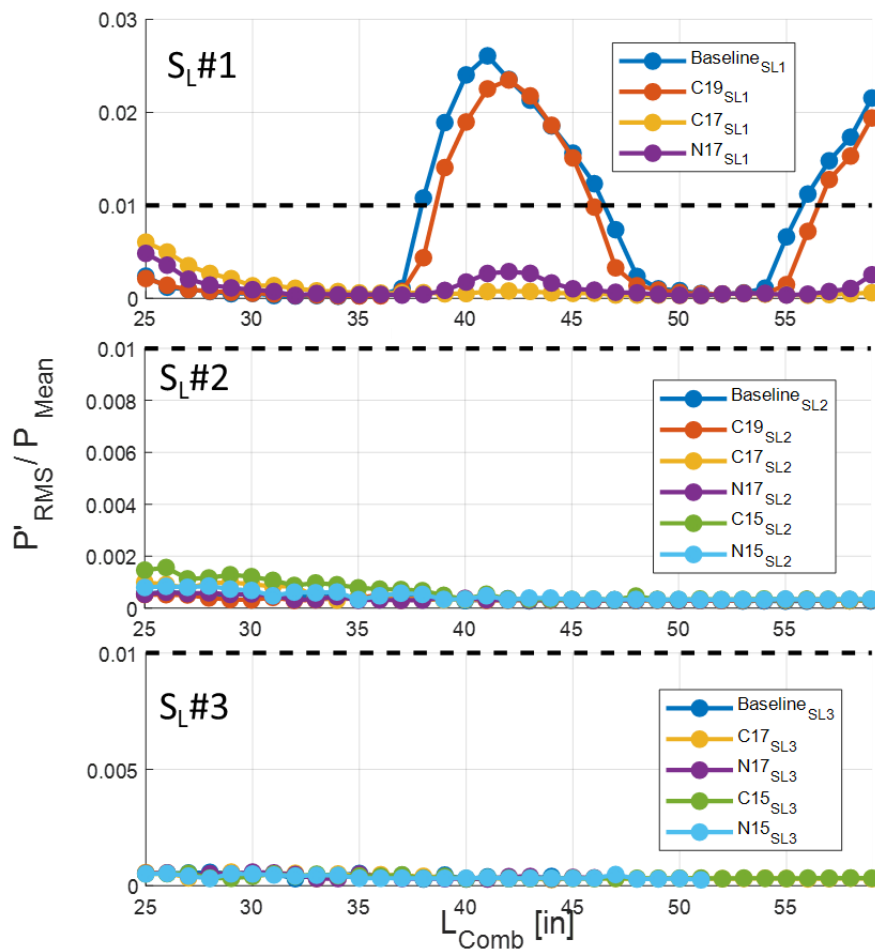 0.03
S_L#1
Baseline_SL1
C19_SL1
0.02
C17_SL1
N17_SL1
0.01
0
25 30 35 40 45 50 55
0.01
S_L#2
Baseline_SL2
0.008
C19_SL2
C17_SL2
0.006
N17_SL2
0.004
C15_SL2
N15_SL2
0.002
0
25 30 35 40 45 50 55
P'_RMS / P_Mean
0.01
S_L#3
Baseline_SL3
C17_SL3
0.005
N17_SL3
C15_SL3
N15_SL3
0
25 30 35 40 45 50 55
L_Comb [in]